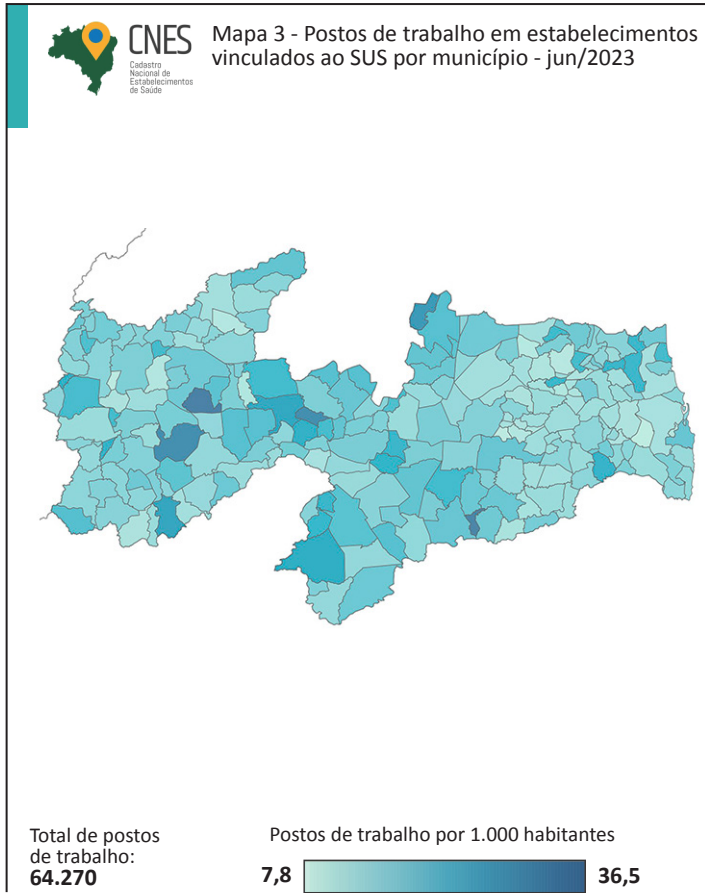 CNES
Cadastro
Nacional de
Estabelecimentos
de Saúde
Mapa 3 - Postos de trabalho em estabelecimentos
vinculados ao SUS por município - jun/2023
Total de postos
de trabalho:
64.270
Postos de trabalho por 1.000 habitantes
7,8
36,5